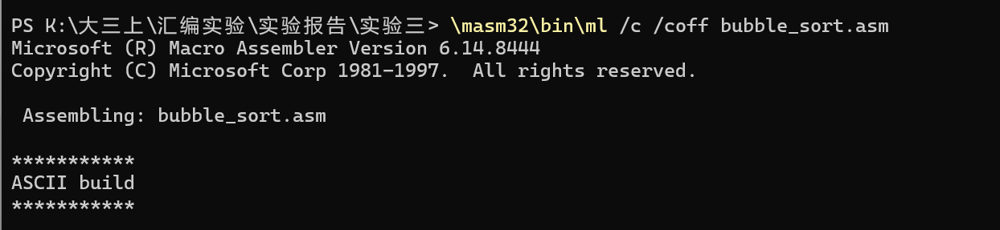 PS K:\大三上\汇编实验\实验报告\实验三> \masm32\bin\ml /c /coff bubble_sort.asm
Microsoft (R) Macro Assembler Version 6.14.8444
Copyright (C) Microsoft Corp 1981-1997.  All rights reserved.
 Assembling: bubble_sort.asm
***********
ASCII build
***********